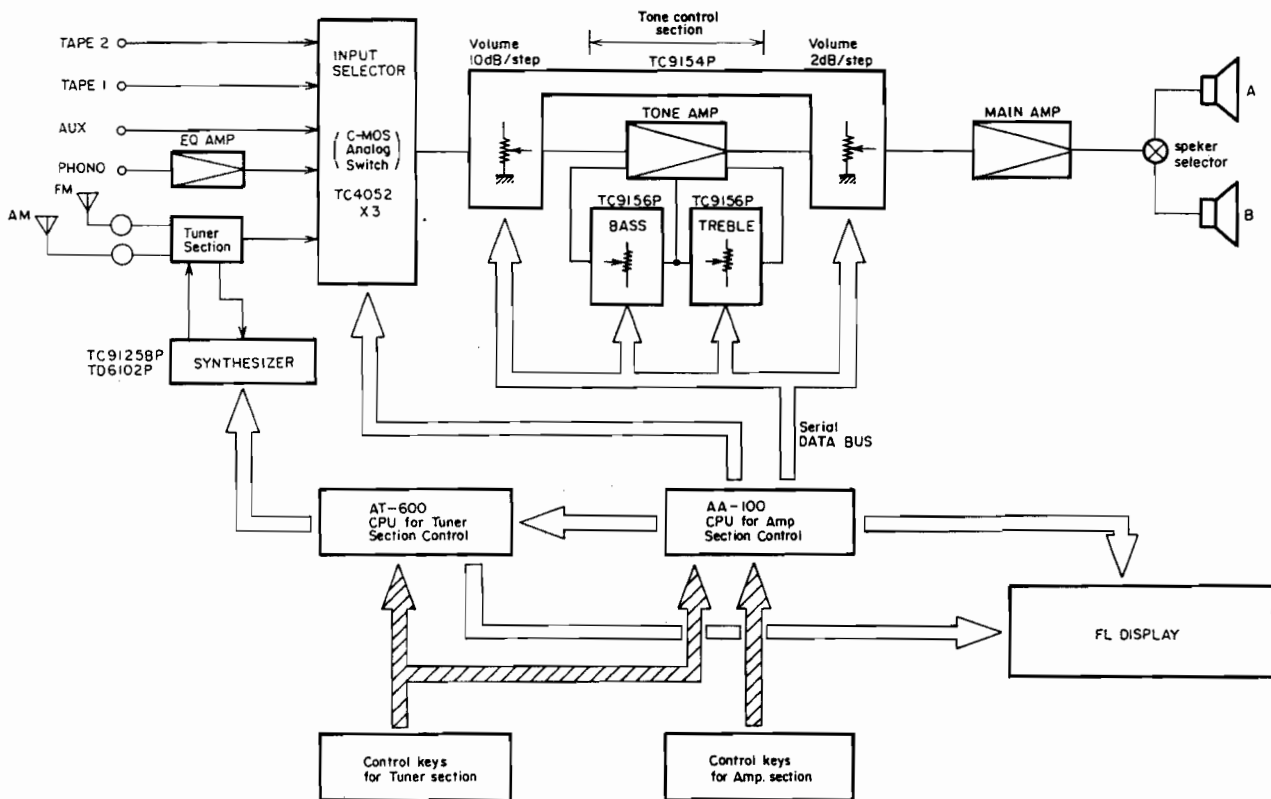 TAPE 2
TAPE 1
AUX
EQ AMP
PHONO
FM
AM
Tuner
Section
INPUT
SELECTOR
( C-MOS
Analog
Switch )
TC4052
X3
Volume
10dB/step
Tone control
section
TC9154P
Volume
2dB/step
TONE AMP
TC9156P
BASS
TC9156P
TREBLE
MAIN AMP
A
speker
selector
B
TC9125BP
TD6102P
SYNTHESIZER
Serial
DATA BUS
AT-600
CPU for Tuner
Section Control
AA-100
CPU for Amp
Section Control
FL DISPLAY
Control keys
for Tuner section
Control keys
for Amp. section